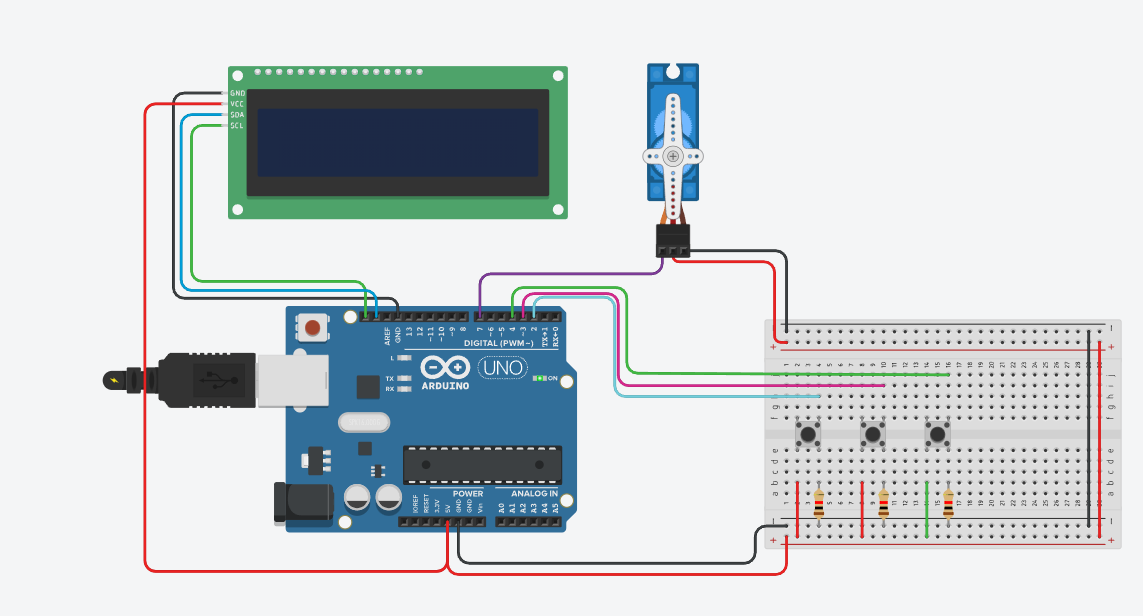 GND
VCC
SDA
SCL
AREF
GND
13
12
~11
~10
~9
8
7
~6
~5
4
~3
2
TX→1
RX←0
DIGITAL (PWM~)
L
TX
RX
UNO
ARDUINO
ON
POWER
ANALOG IN
IOREF
RESET
3.3V
5V
GND
GND
Vin
A0
A1
A2
A3
A4
A5